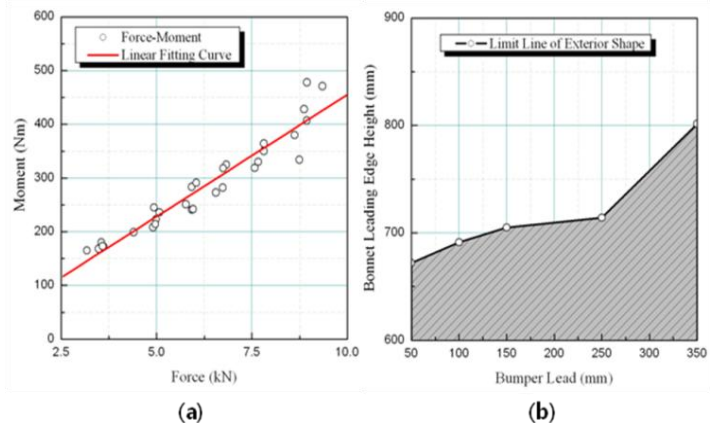 600
500
400
300
200
100
0
Moment (Nm)
Force-Moment
Linear Fitting Curve
2.5
5.0
7.5
10.0
Force (kN)
(a)
900
800
700
600
Bonnet Leading Edge Height (mm)
Limit Line of Exterior Shape
50
100
150
200
250
300
350
Bumper Lead (mm)
(b)